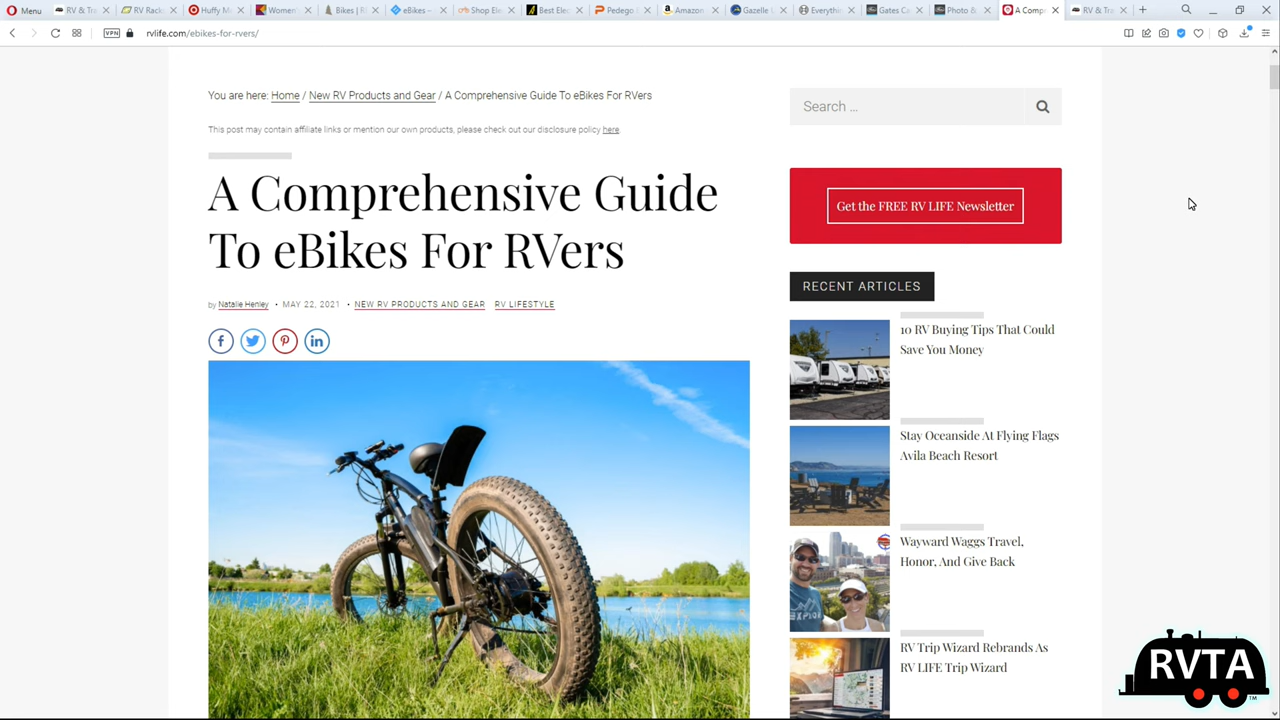 Menu
RV & Tra
RV Rack
Huffy M
Women'
Bikes | R
eBikes –
Shop Ele
Best Elec
Pedego
Amazon
Gazelle
Everythi
Gates Ca
Photo &
A Comp
RV & Tra
VPN
rvlife.com/ebikes-for-rvers/
You are here: Home / New RV Products and Gear / A Comprehensive Guide To eBikes For RVers
This post may contain affiliate links or mention our own products, please check out our disclosure policy here.
A Comprehensive Guide
To eBikes For RVers
by Natalie Henley • MAY 22, 2021 • NEW RV PRODUCTS AND GEAR RV LIFESTYLE
Search ...
Get the FREE RV LIFE Newsletter
RECENT ARTICLES
10 RV Buying Tips That Could
Save You Money
Stay Oceanside At Flying Flags
Avila Beach Resort
Wayward Waggs Travel,
Honor, And Give Back
RV Trip Wizard Rebrands As
RV LIFE Trip Wizard
EXPLOR
RVTA
TM